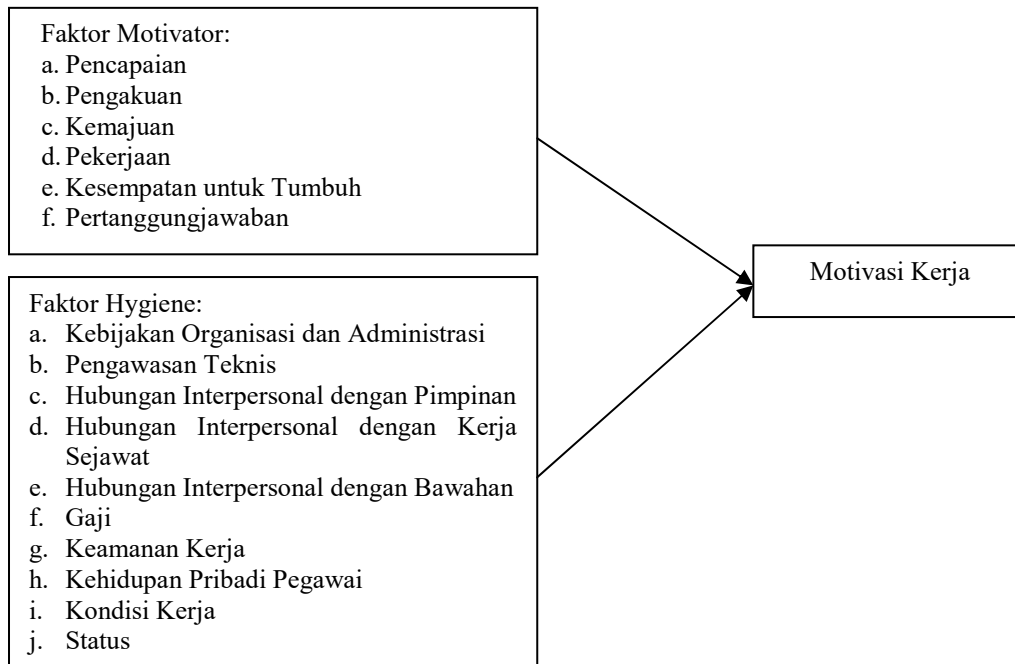 Faktor Motivator:
a. Pencapaian
b. Pengakuan
c. Kemajuan
d. Pekerjaan
e. Kesempatan untuk Tumbuh
f. Pertanggungjawaban
Motivasi Kerja
Faktor Hygiene:
a. Kebijakan Organisasi dan Administrasi
b. Pengawasan Teknis
c. Hubungan Interpersonal dengan Pimpinan
d. Hubungan Interpersonal dengan Kerja
Sejawat
e. Hubungan Interpersonal dengan Bawahan
f. Gaji
g. Keamanan Kerja
h. Kehidupan Pribadi Pegawai
i. Kondisi Kerja
j. Status